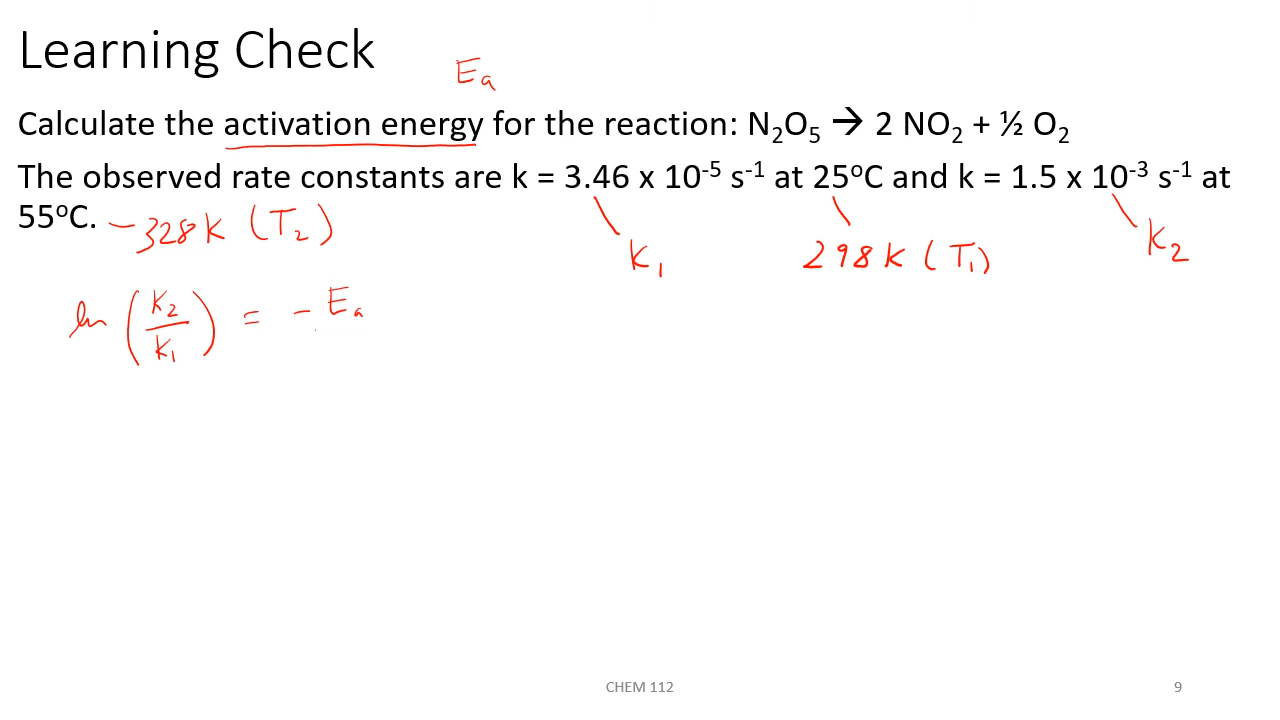 Learning Check
Ea
Calculate the activation energy for the reaction: N₂O₅ → 2 NO₂ + ½ O₂
The observed rate constants are k = 3.46 x 10⁻⁵ s⁻¹ at 25ᵒC and k = 1.5 x 10⁻³ s⁻¹ at
55ᵒC. – 328K (T₂)
K₁ 298K (T₁) K₂
ln (K₂/K₁) = - Ea
CHEM 112 9